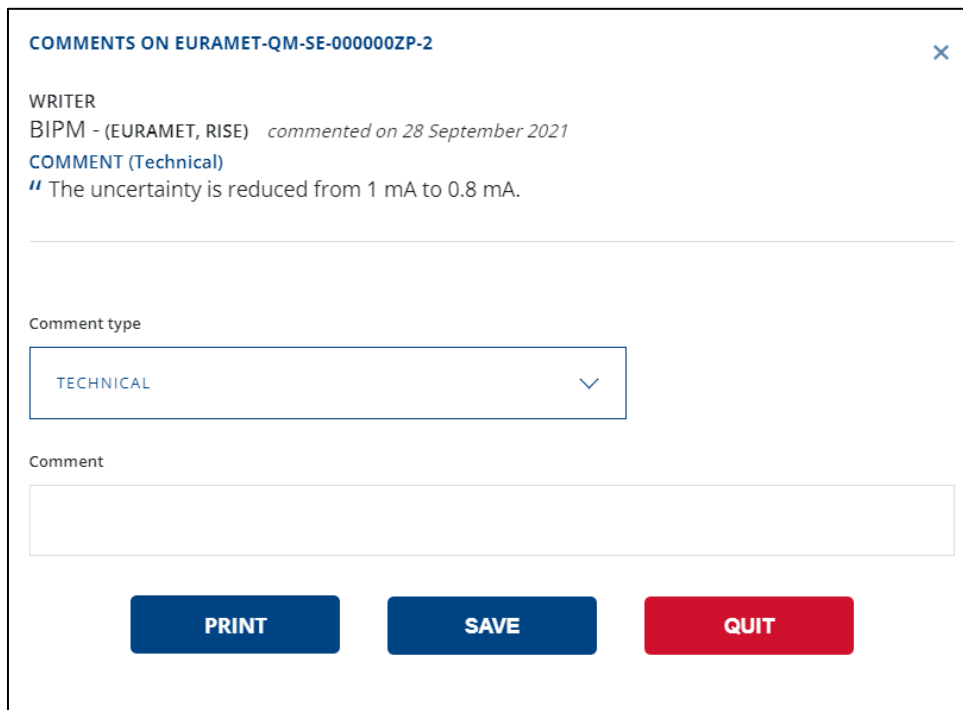 COMMENTS ON EURAMET-QM-SE-000000ZP-2
×
WRITER
BIPM - (EURAMET, RISE) commented on 28 September 2021
COMMENT (Technical)
" The uncertainty is reduced from 1 mA to 0.8 mA.
Comment type
TECHNICAL
Comment
PRINT SAVE QUIT